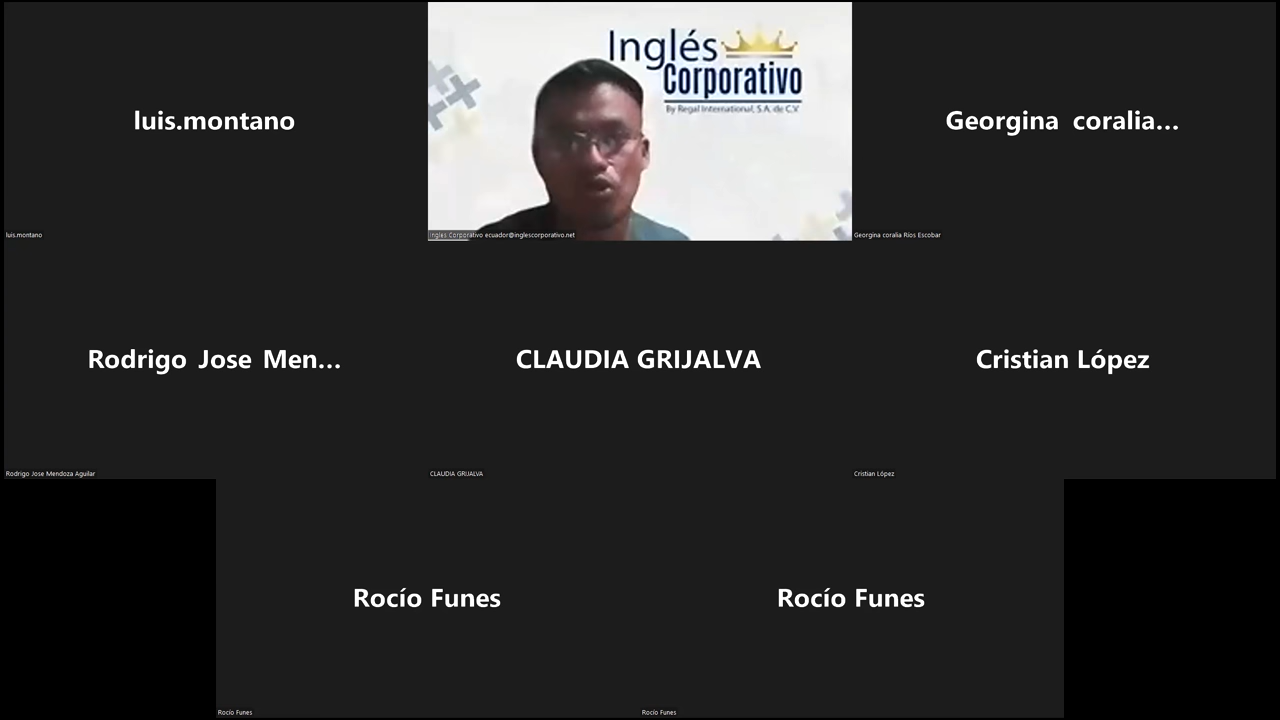 luis.montano
Inglés
Corporativo
By Regal International, S.A. de C.V.
Georgina coralia...
luis.montano
Inglés Corporativo ecuador@inglescorporativo.net
Georgina coralia Ríos Escobar
Rodrigo Jose Men...
CLAUDIA GRIJALVA
Cristian López
Rodrigo Jose Mendoza Aguilar
CLAUDIA GRIJALVA
Cristian López
Rocío Funes
Rocío Funes
Rocío Funes
Rocío Funes